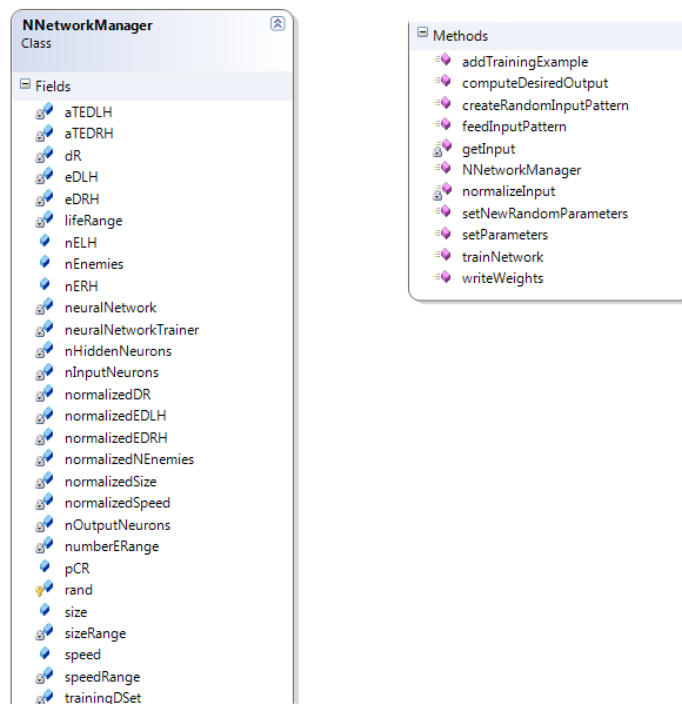 NNetworkManager
Class
Fields
aTEDLH
aTEDRH
dR
eDLH
eDRH
lifeRange
nELH
nEnemies
nERH
neuralNetwork
neuralNetworkTrainer
nHiddenNeurons
nInputNeurons
normalizedDR
normalizedEDLH
normalizedEDRH
normalizedNEnemies
normalizedSize
normalizedSpeed
nOutputNeurons
numberERange
pCR
rand
size
sizeRange
speed
speedRange
trainingDSet
Methods
addTrainingExample
computeDesiredOutput
createRandomInputPattern
feedInputPattern
getInput
NNetworkManager
normalizeInput
setNewRandomParameters
setParameters
trainNetwork
writeWeights